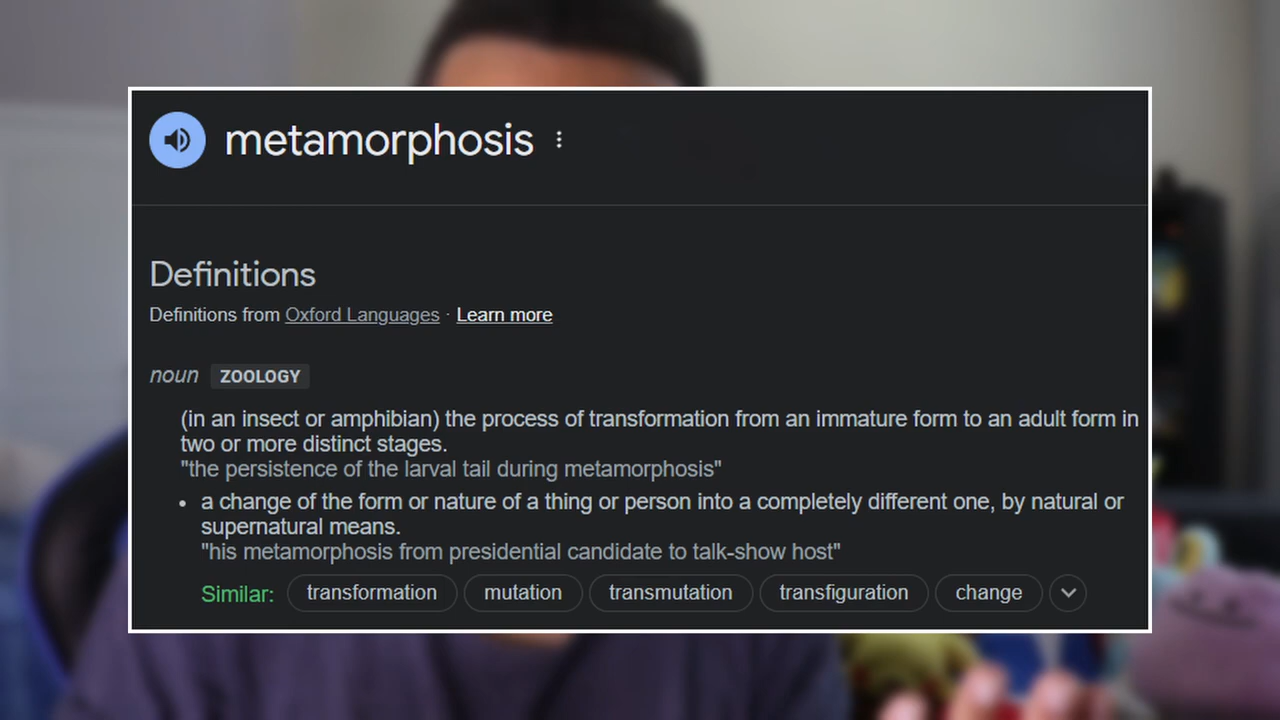 metamorphosis
Definitions
Definitions from Oxford Languages · Learn more
noun ZOOLOGY
(in an insect or amphibian) the process of transformation from an immature form to an adult form in
two or more distinct stages.
"the persistence of the larval tail during metamorphosis"
• a change of the form or nature of a thing or person into a completely different one, by natural or
supernatural means.
"his metamorphosis from presidential candidate to talk-show host"
Similar: transformation mutation transmutation transfiguration change